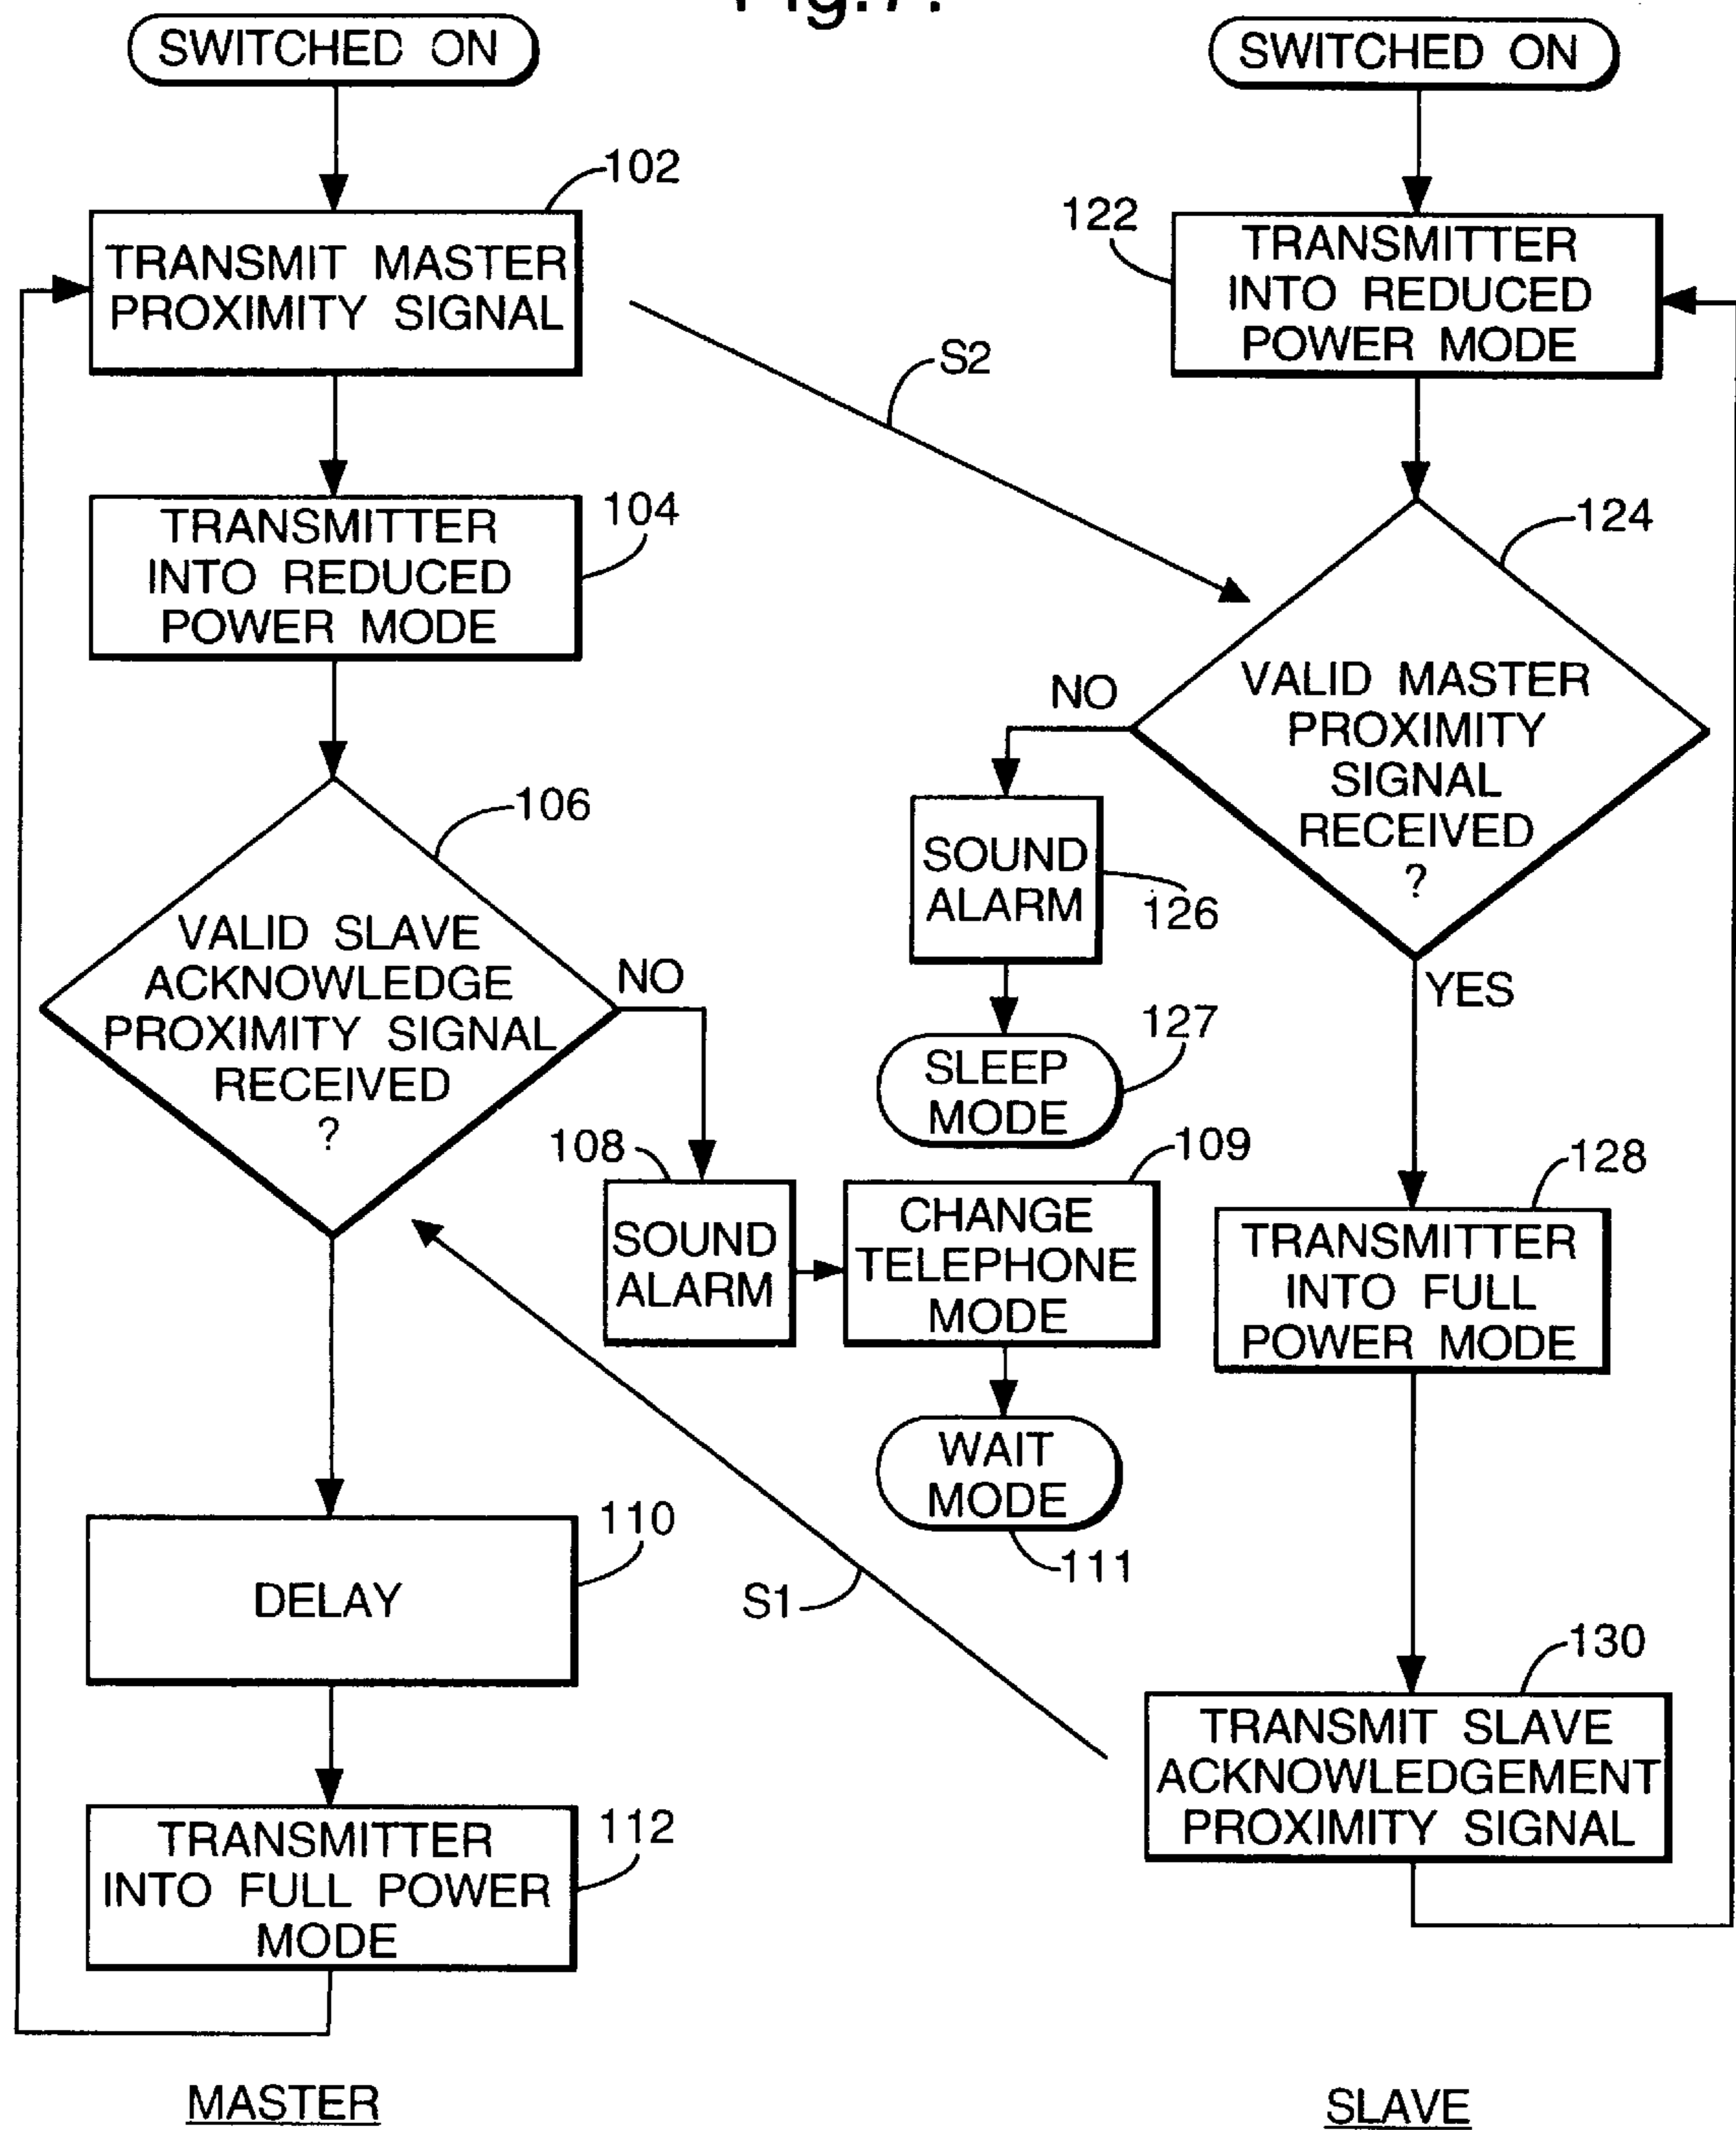 Fig.7.
SWITCHED ON
102
TRANSMIT MASTER
PROXIMITY SIGNAL
104
TRANSMITTER
INTO REDUCED
POWER MODE
106
VALID SLAVE
ACKNOWLEDGE
PROXIMITY SIGNAL
RECEIVED
?
NO
108
SOUND
ALARM
109
CHANGE
TELEPHONE
MODE
WAIT
MODE
111
110
DELAY
112
TRANSMITTER
INTO FULL POWER
MODE
MASTER
S2
S1
SWITCHED ON
122
TRANSMITTER
INTO REDUCED
POWER MODE
124
VALID MASTER
PROXIMITY
SIGNAL
RECEIVED
?
NO
SOUND
ALARM
126
127
SLEEP
MODE
YES
128
TRANSMITTER
INTO FULL
POWER MODE
130
TRANSMIT SLAVE
ACKNOWLEDGEMENT
PROXIMITY SIGNAL
SLAVE